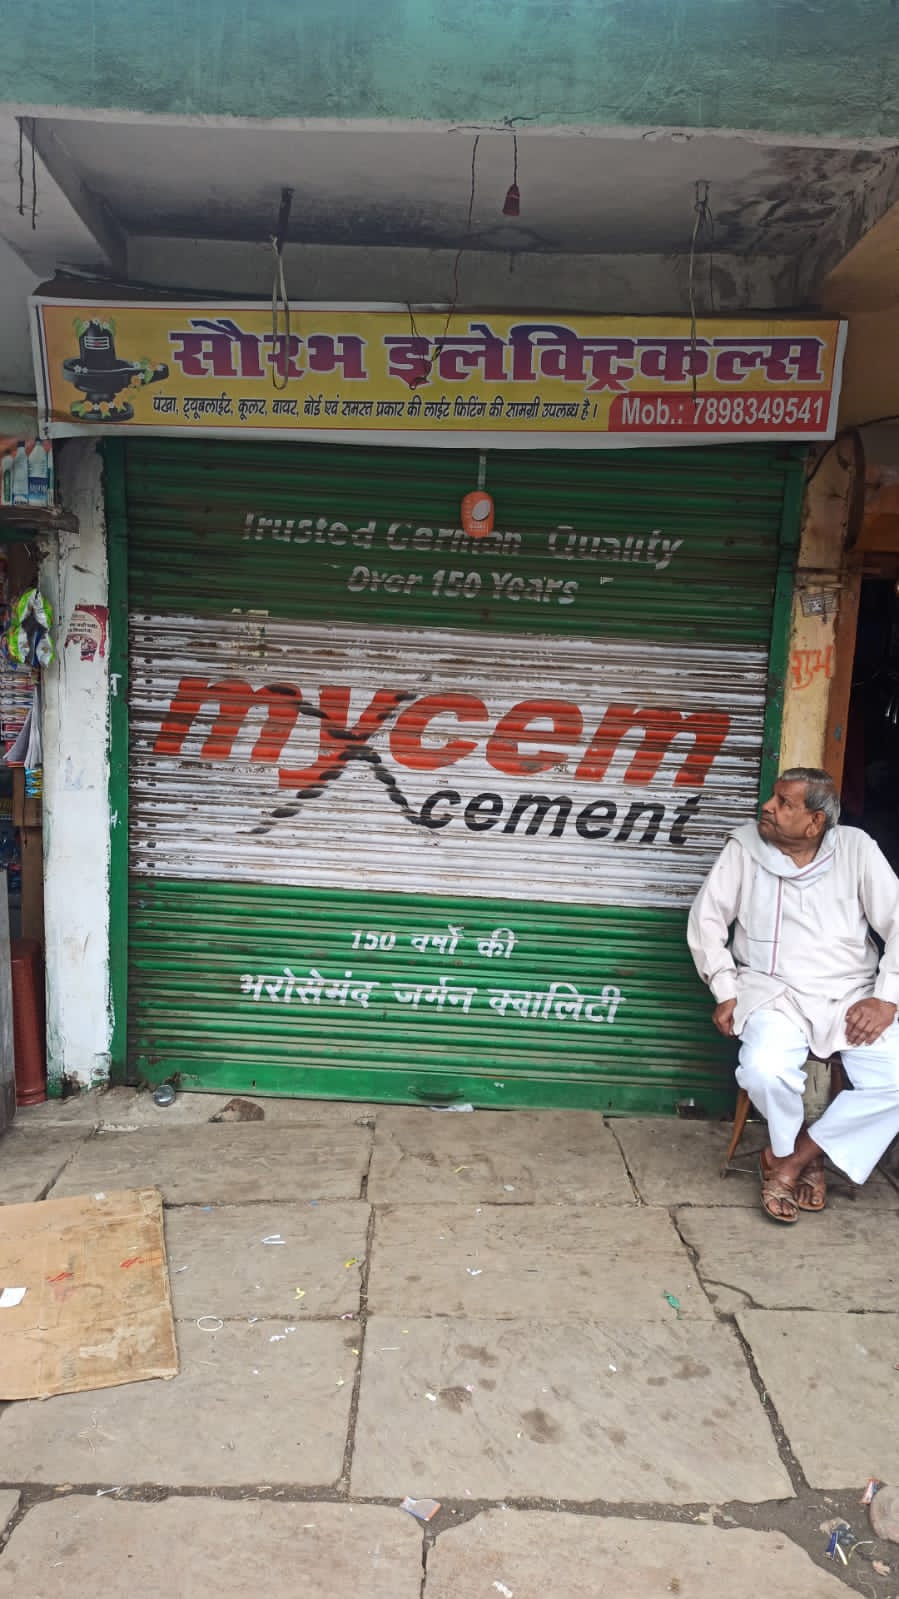 सौरभ इलेक्ट्रिकल्स
पंखा, ट्यूबलाईट, कूलर, वायर, बोर्ड एवं समस्त प्रकार की लाईट फिटिंग की सामग्री उपलब्ध है।
Mob.: 7898349541
Trusted German Quality
Over 150 Years
mycem
cement
150 वर्षो की
भरोसेमंद जर्मन क्वालिटी
शुभ